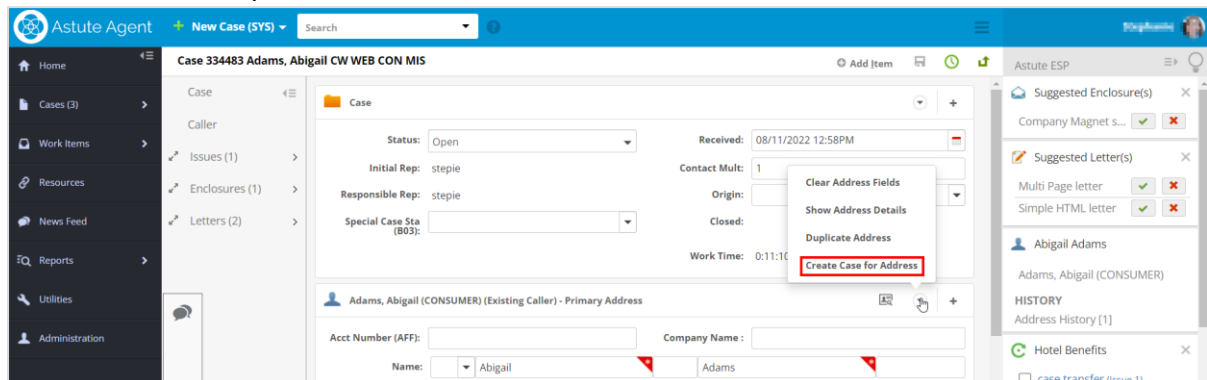 Astute Agent
+ New Case (SYS)
Search
Home
Cases (3)
Work Items
Resources
News Feed
Reports
Utilities
Administration
Case 334483 Adams, Abigail CW WEB CON MIS
Add Item
Case
Caller
Issues (1)
Enclosures (1)
Letters (2)
Case
Status: Open
Received: 08/11/2022 12:58PM
Initial Rep: stepie
Contact Mult: 1
Responsible Rep: stepie
Origin:
Special Case Sta
(B03):
Closed:
Work Time: 0:11:10
Clear Address Fields
Show Address Details
Duplicate Address
Create Case for Address
Adams, Abigail (CONSUMER) (Existing Caller) - Primary Address
Acct Number (AFF):
Company Name :
Name: Abigail Adams
Astute ESP
Suggested Enclosure(s)
Company Magnet s...
Suggested Letter(s)
Multi Page letter
Simple HTML letter
Abigail Adams
Adams, Abigail (CONSUMER)
HISTORY
Address History [1]
Hotel Benefits
case transfer (Issue 1)